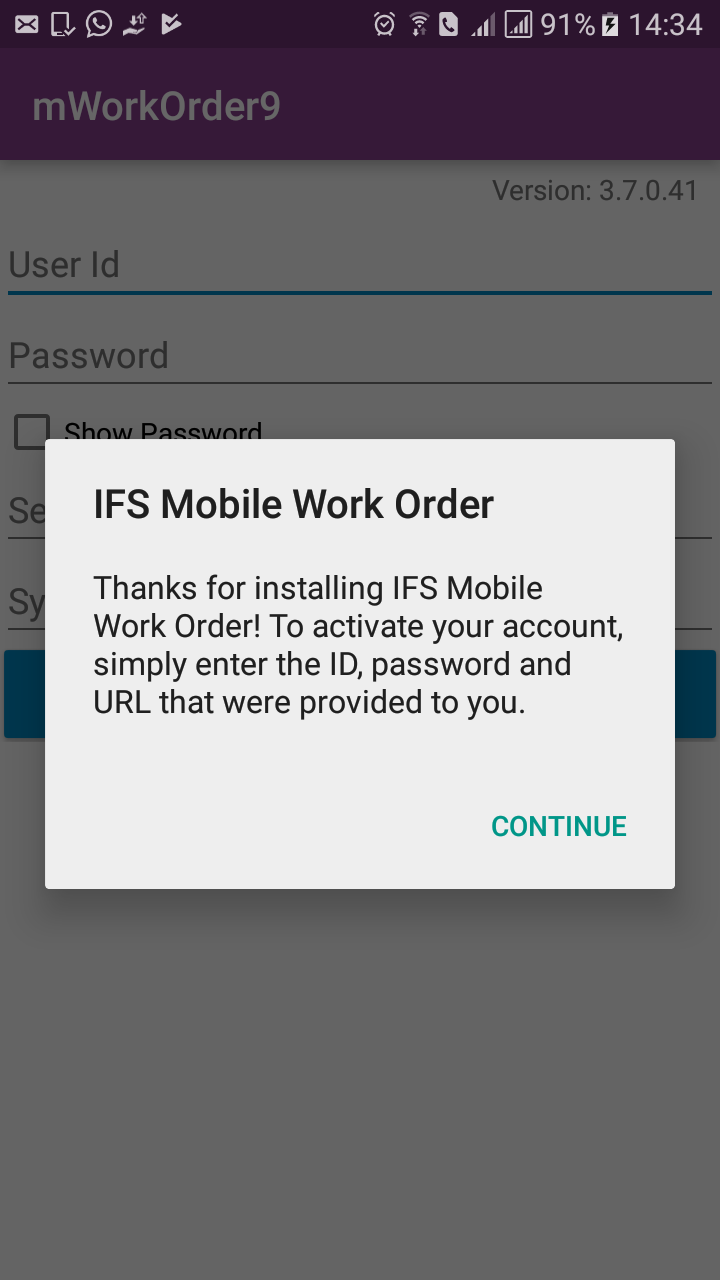 91% 14:34
mWorkOrder9
Version: 3.7.0.41
User Id
Password
Show Password
Se
Sy
IFS Mobile Work Order
Thanks for installing IFS Mobile
Work Order! To activate your account,
simply enter the ID, password and
URL that were provided to you.
CONTINUE